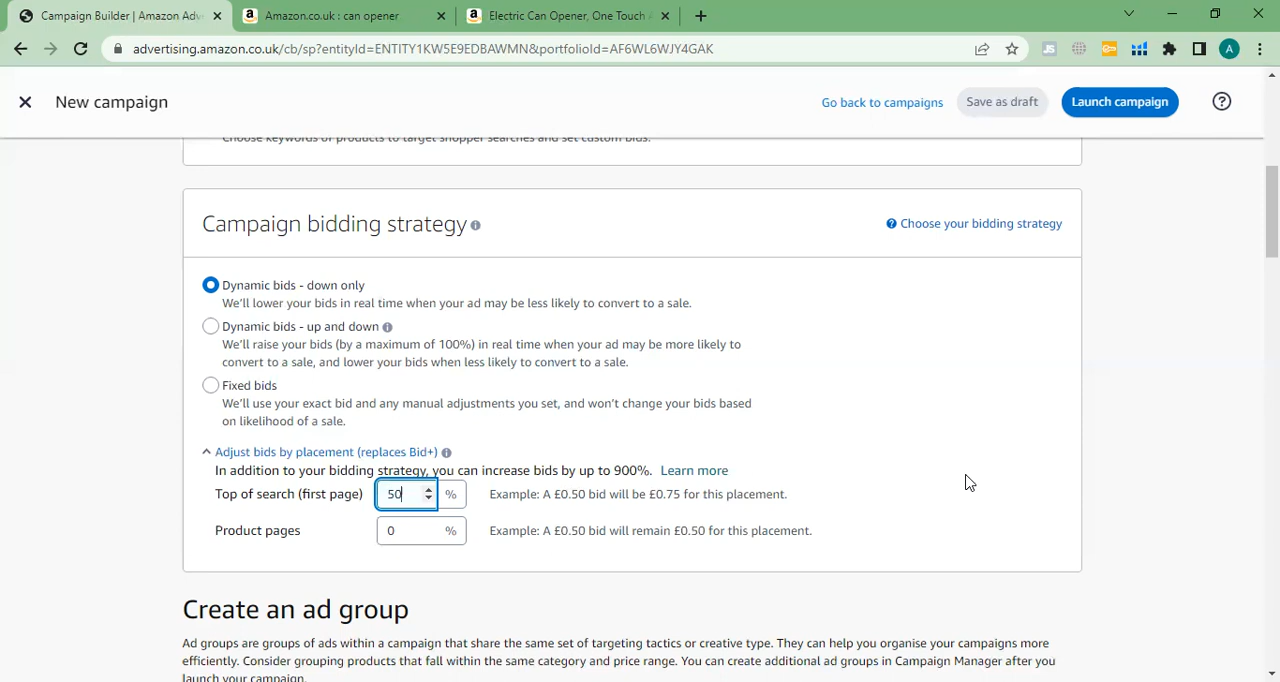 Campaign Builder | Amazon Adv
Amazon.co.uk : can opener
Electric Can Opener, One Touch A
advertising.amazon.co.uk/cb/sp?entityId=ENTITY1KW5E9EDBAWMN&portfolioId=AF6WL6WJY4GAK
JS
A
New campaign
Go back to campaigns
Save as draft
Launch campaign
Choose keywords or products to target shopper searches and set custom bids.
Campaign bidding strategy
Choose your bidding strategy
Dynamic bids - down only
We'll lower your bids in real time when your ad may be less likely to convert to a sale.
Dynamic bids - up and down
We'll raise your bids (by a maximum of 100%) in real time when your ad may be more likely to
convert to a sale, and lower your bids when less likely to convert to a sale.
Fixed bids
We'll use your exact bid and any manual adjustments you set, and won't change your bids based
on likelihood of a sale.
Adjust bids by placement (replaces Bid+)
In addition to your bidding strategy, you can increase bids by up to 900%. Learn more
Top of search (first page) 50 % Example: A £0.50 bid will be £0.75 for this placement.
Product pages 0 % Example: A £0.50 bid will remain £0.50 for this placement.
Create an ad group
Ad groups are groups of ads within a campaign that share the same set of targeting tactics or creative type. They can help you organise your campaigns more
efficiently. Consider grouping products that fall within the same category and price range. You can create additional ad groups in Campaign Manager after you
launch your campaign.